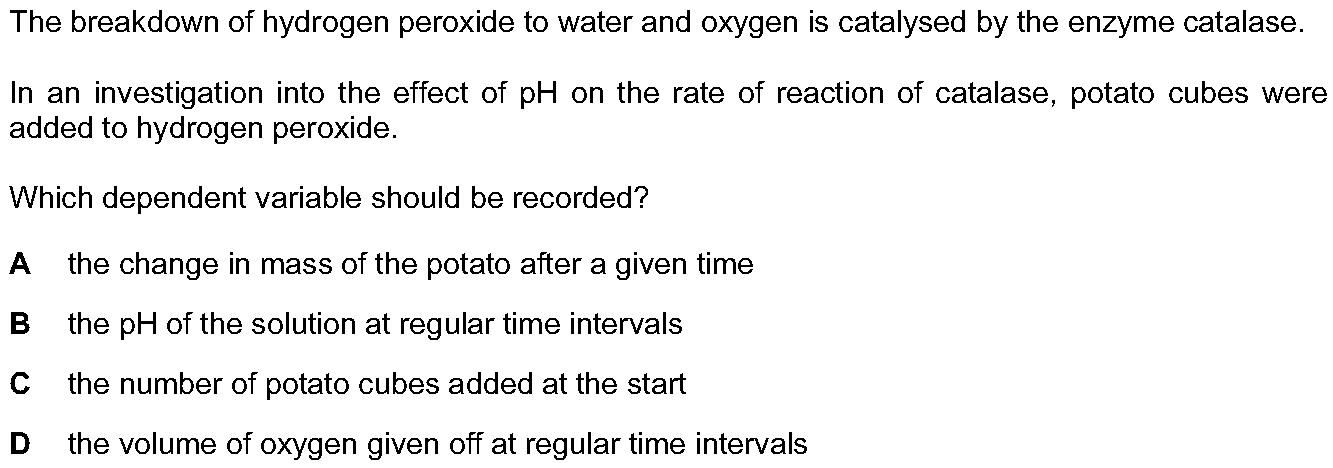 The breakdown of hydrogen peroxide to water and oxygen is catalysed by the enzyme catalase.
In an investigation into the effect of pH on the rate of reaction of catalase, potato cubes were
added to hydrogen peroxide.
Which dependent variable should be recorded?
A the change in mass of the potato after a given time
B the pH of the solution at regular time intervals
C the number of potato cubes added at the start
D the volume of oxygen given off at regular time intervals